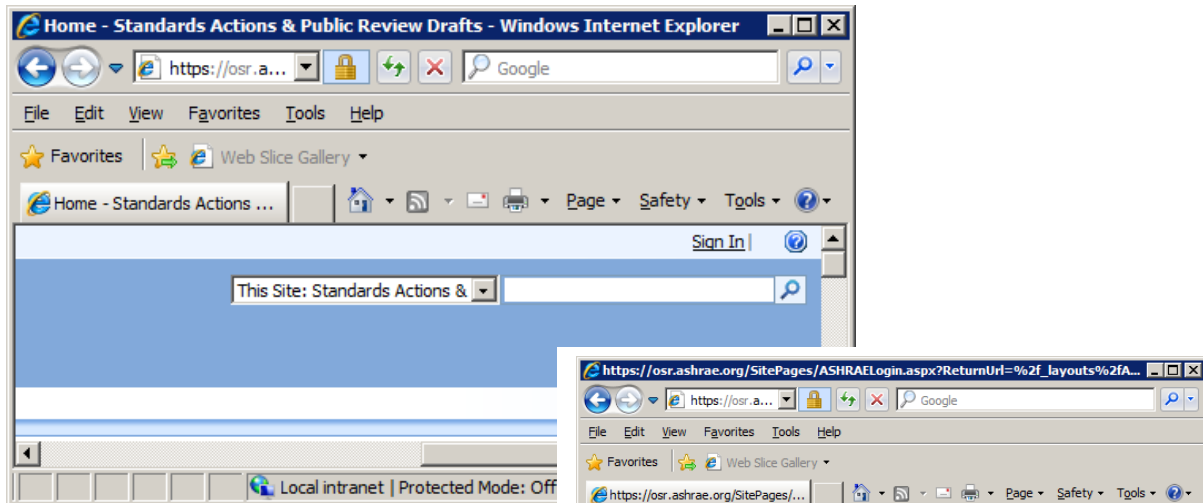 Home - Standards Actions & Public Review Drafts - Windows Internet Explorer
https://osr.a... Google
File Edit View Favorites Tools Help
Favorites Web Slice Gallery
Home - Standards Actions ... Page Safety Tools
Sign In |
This Site: Standards Actions &
Local intranet | Protected Mode: Off
https://osr.ashrae.org/SitePages/ASHRAELogin.aspx?ReturnUrl=%2f_layouts%2fA...
https://osr.a... Google
File Edit View Favorites Tools Help
Favorites Web Slice Gallery
https://osr.ashrae.org/SitePages/... Page Safety Tools